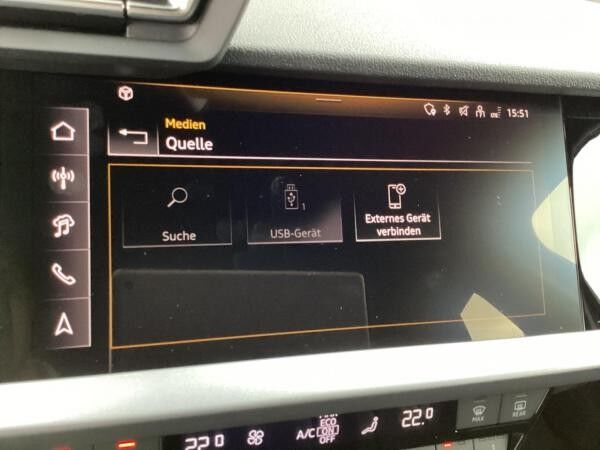 LTE 15:51
Medien
Quelle
1
Suche
USB-Gerät
Externes Gerät
verbinden
22.0
A/C
ECO
ON
OFF
22.0
MAX
REAR